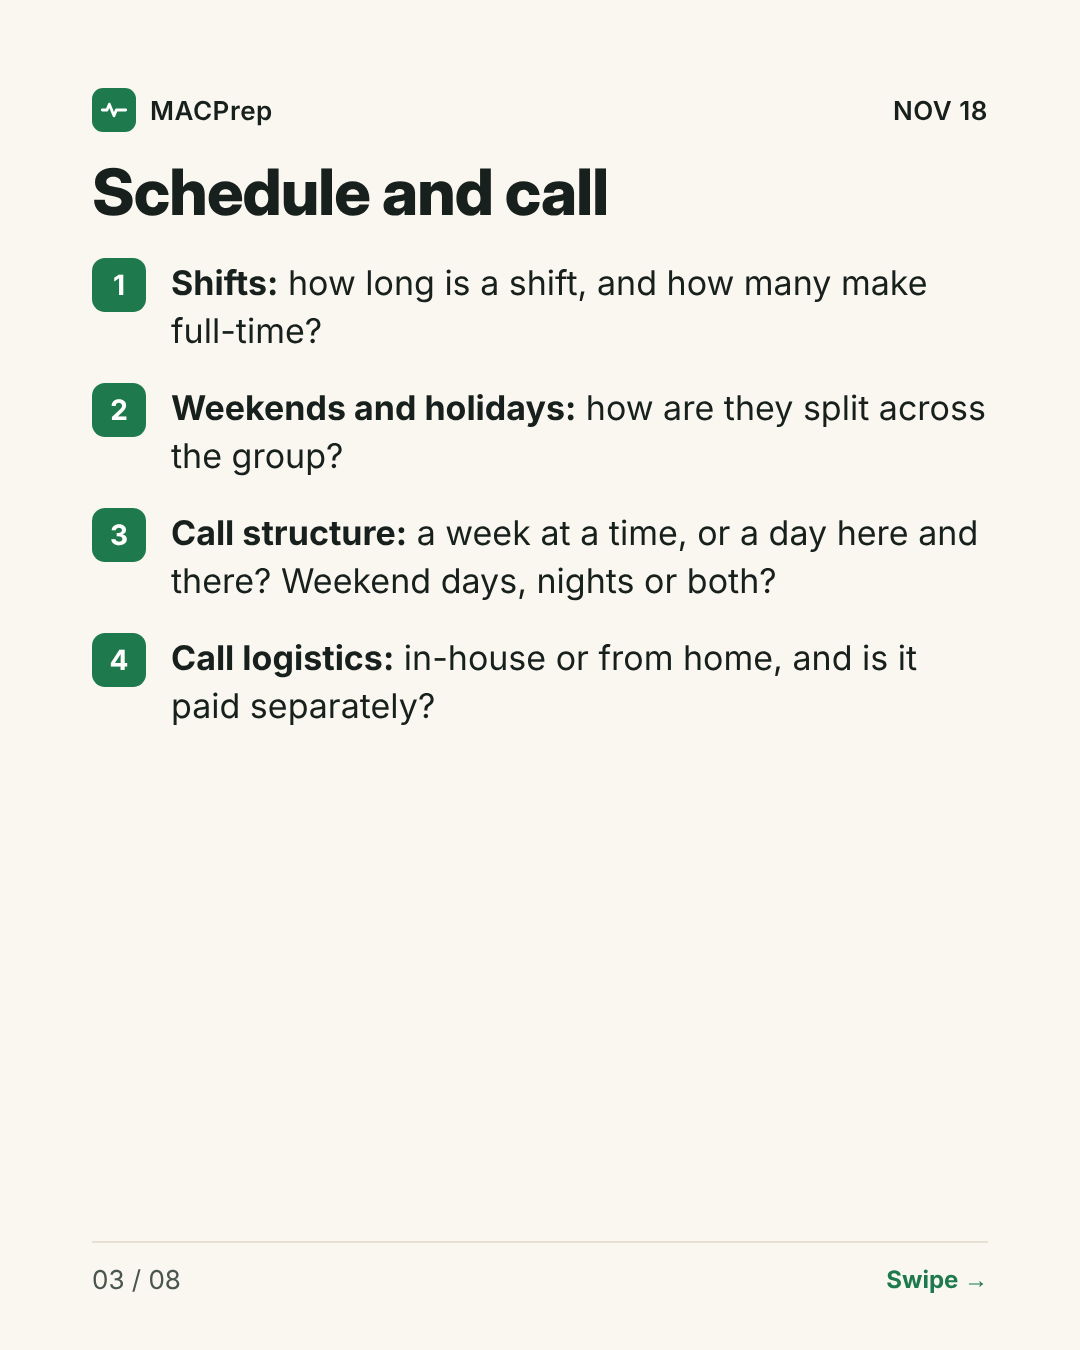 MACPrep
NOV 18
Schedule and call
1 Shifts: how long is a shift, and how many make
full-time?
2 Weekends and holidays: how are they split across
the group?
3 Call structure: a week at a time, or a day here and
there? Weekend days, nights or both?
4 Call logistics: in-house or from home, and is it
paid separately?
03 / 08
Swipe →